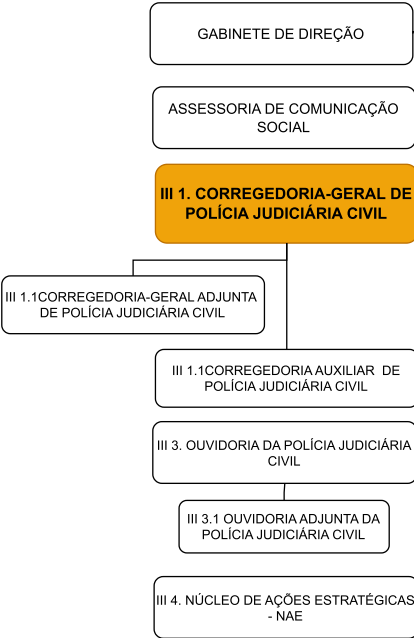 GABINETE DE DIREÇÃO
ASSESSORIA DE COMUNICAÇÃO
SOCIAL
III 1. CORREGEDORIA-GERAL DE
POLÍCIA JUDICIÁRIA CIVIL
III 1.1CORREGEDORIA-GERAL ADJUNTA
DE POLÍCIA JUDICIÁRIA CIVIL
III 1.1CORREGEDORIA AUXILIAR DE
POLÍCIA JUDICIÁRIA CIVIL
III 3. OUVIDORIA DA POLÍCIA JUDICIÁRIA
CIVIL
III 3.1 OUVIDORIA ADJUNTA DA
POLÍCIA JUDICIÁRIA CIVIL
III 4. NÚCLEO DE AÇÕES ESTRATÉGICAS
- NAE